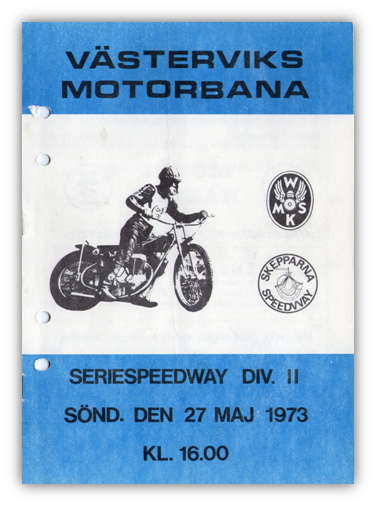 VÄSTERVIKS
MOTORBANA
W
M S
K
SKEPPARNA
SPEEDWAY
SERIESPEEDWAY DIV. II
SÖND. DEN 27 MAJ 1973
KL. 16.00